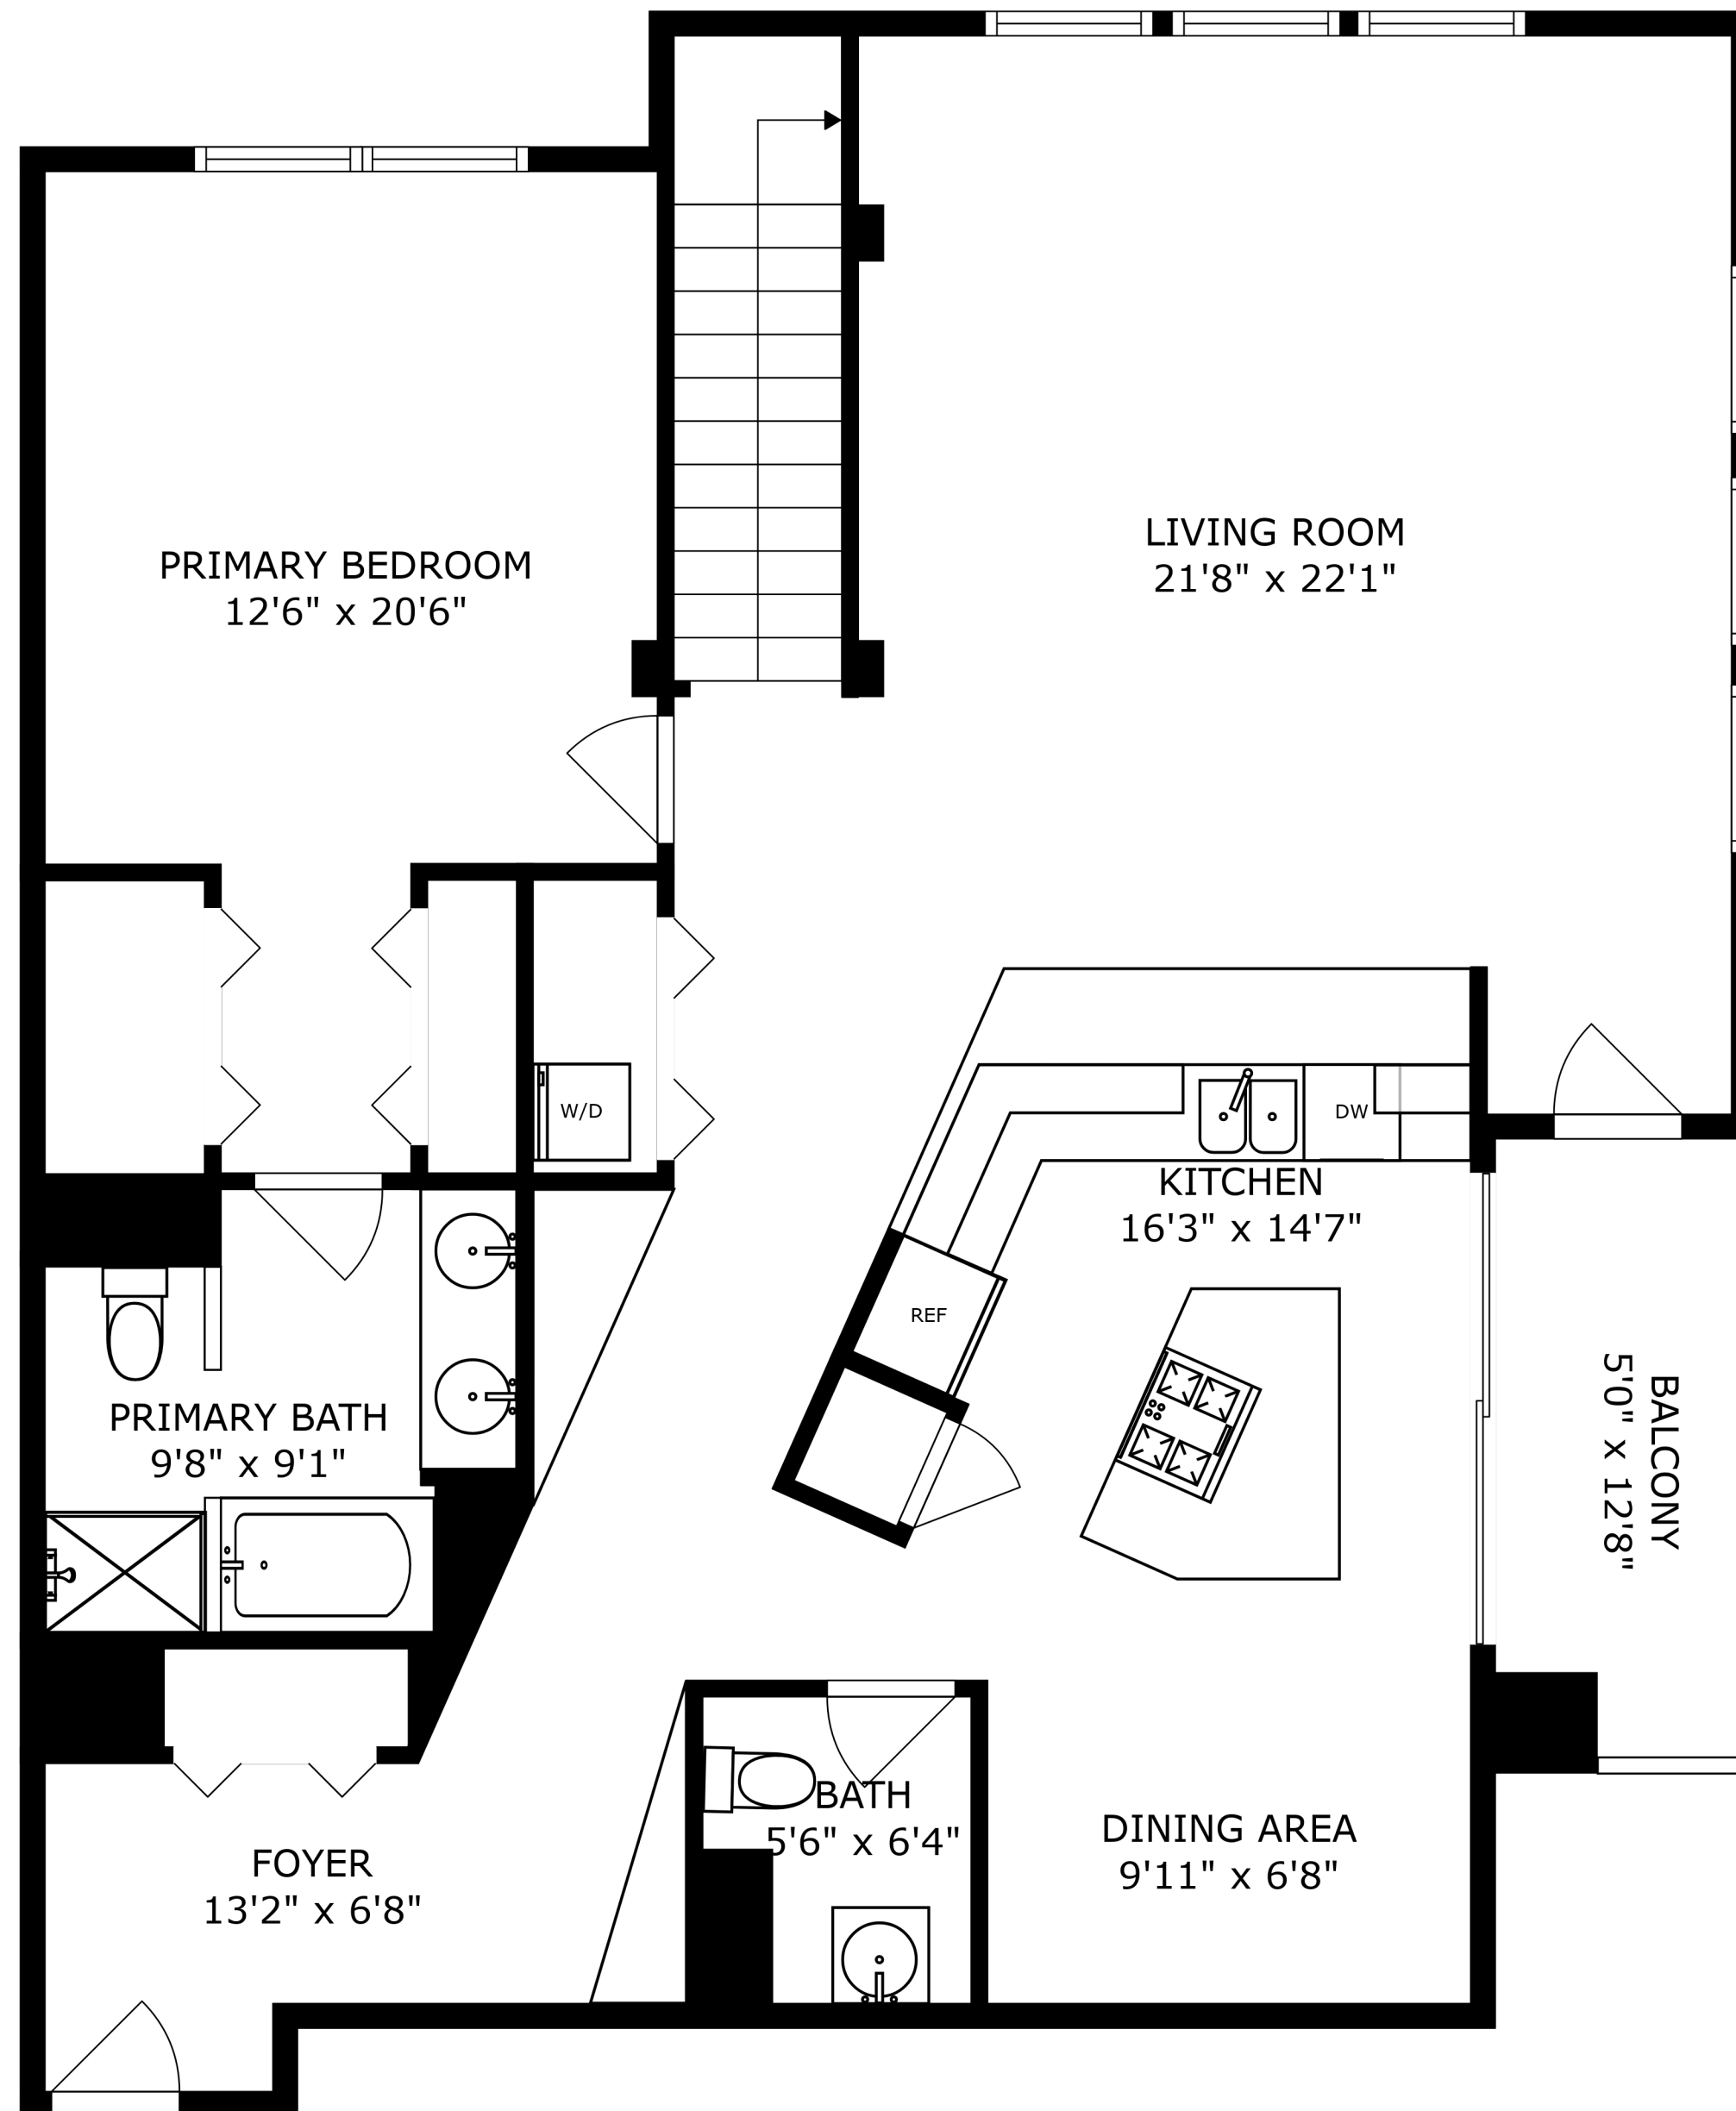 LIVING ROOM
21'8" x 22'1"
PRIMARY BEDROOM
12'6" x 20'6"
W/D
DW
KITCHEN
16'3" x 14'7"
REF
PRIMARY BATH
9'8" x 9'1"
BALCONY
5'0" x 12'8"
BATH
5'6" x 6'4"
DINING AREA
9'11" x 6'8"
FOYER
13'2" x 6'8"